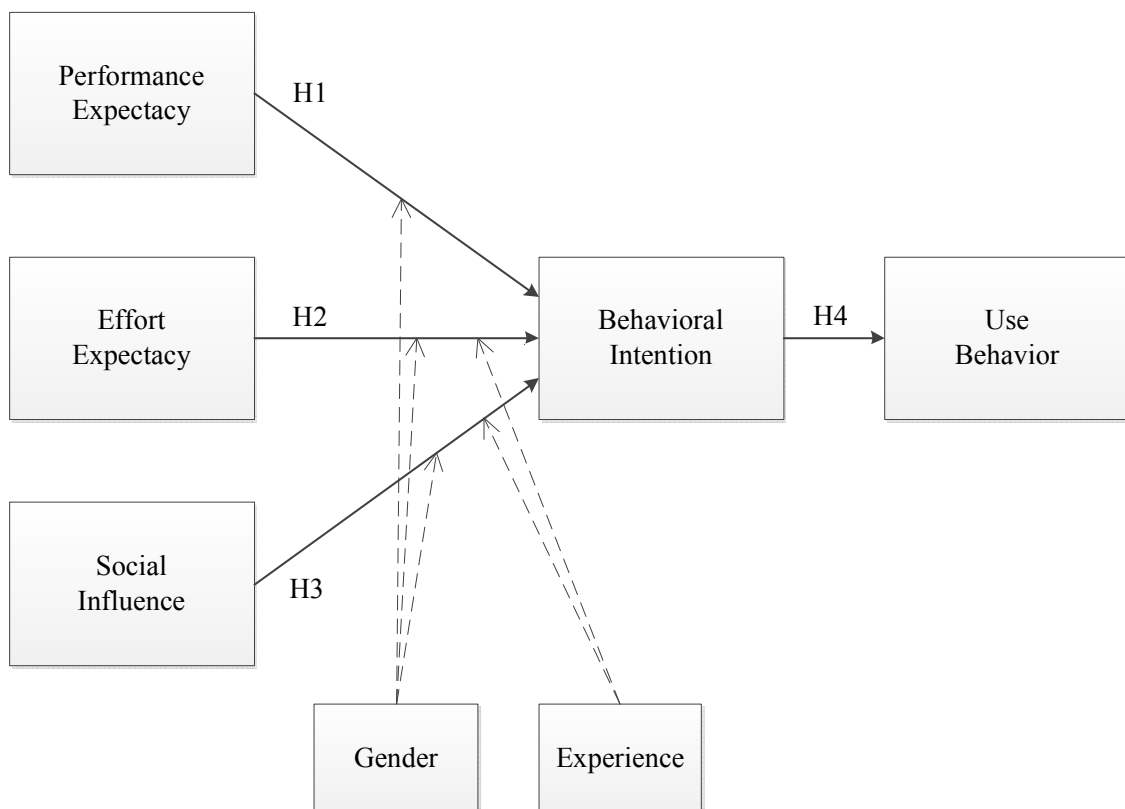 Performance
Expectacy
H1
Effort
Expectacy
H2
Behavioral
Intention
H4
Use
Behavior
Social
Influence
H3
Gender
Experience